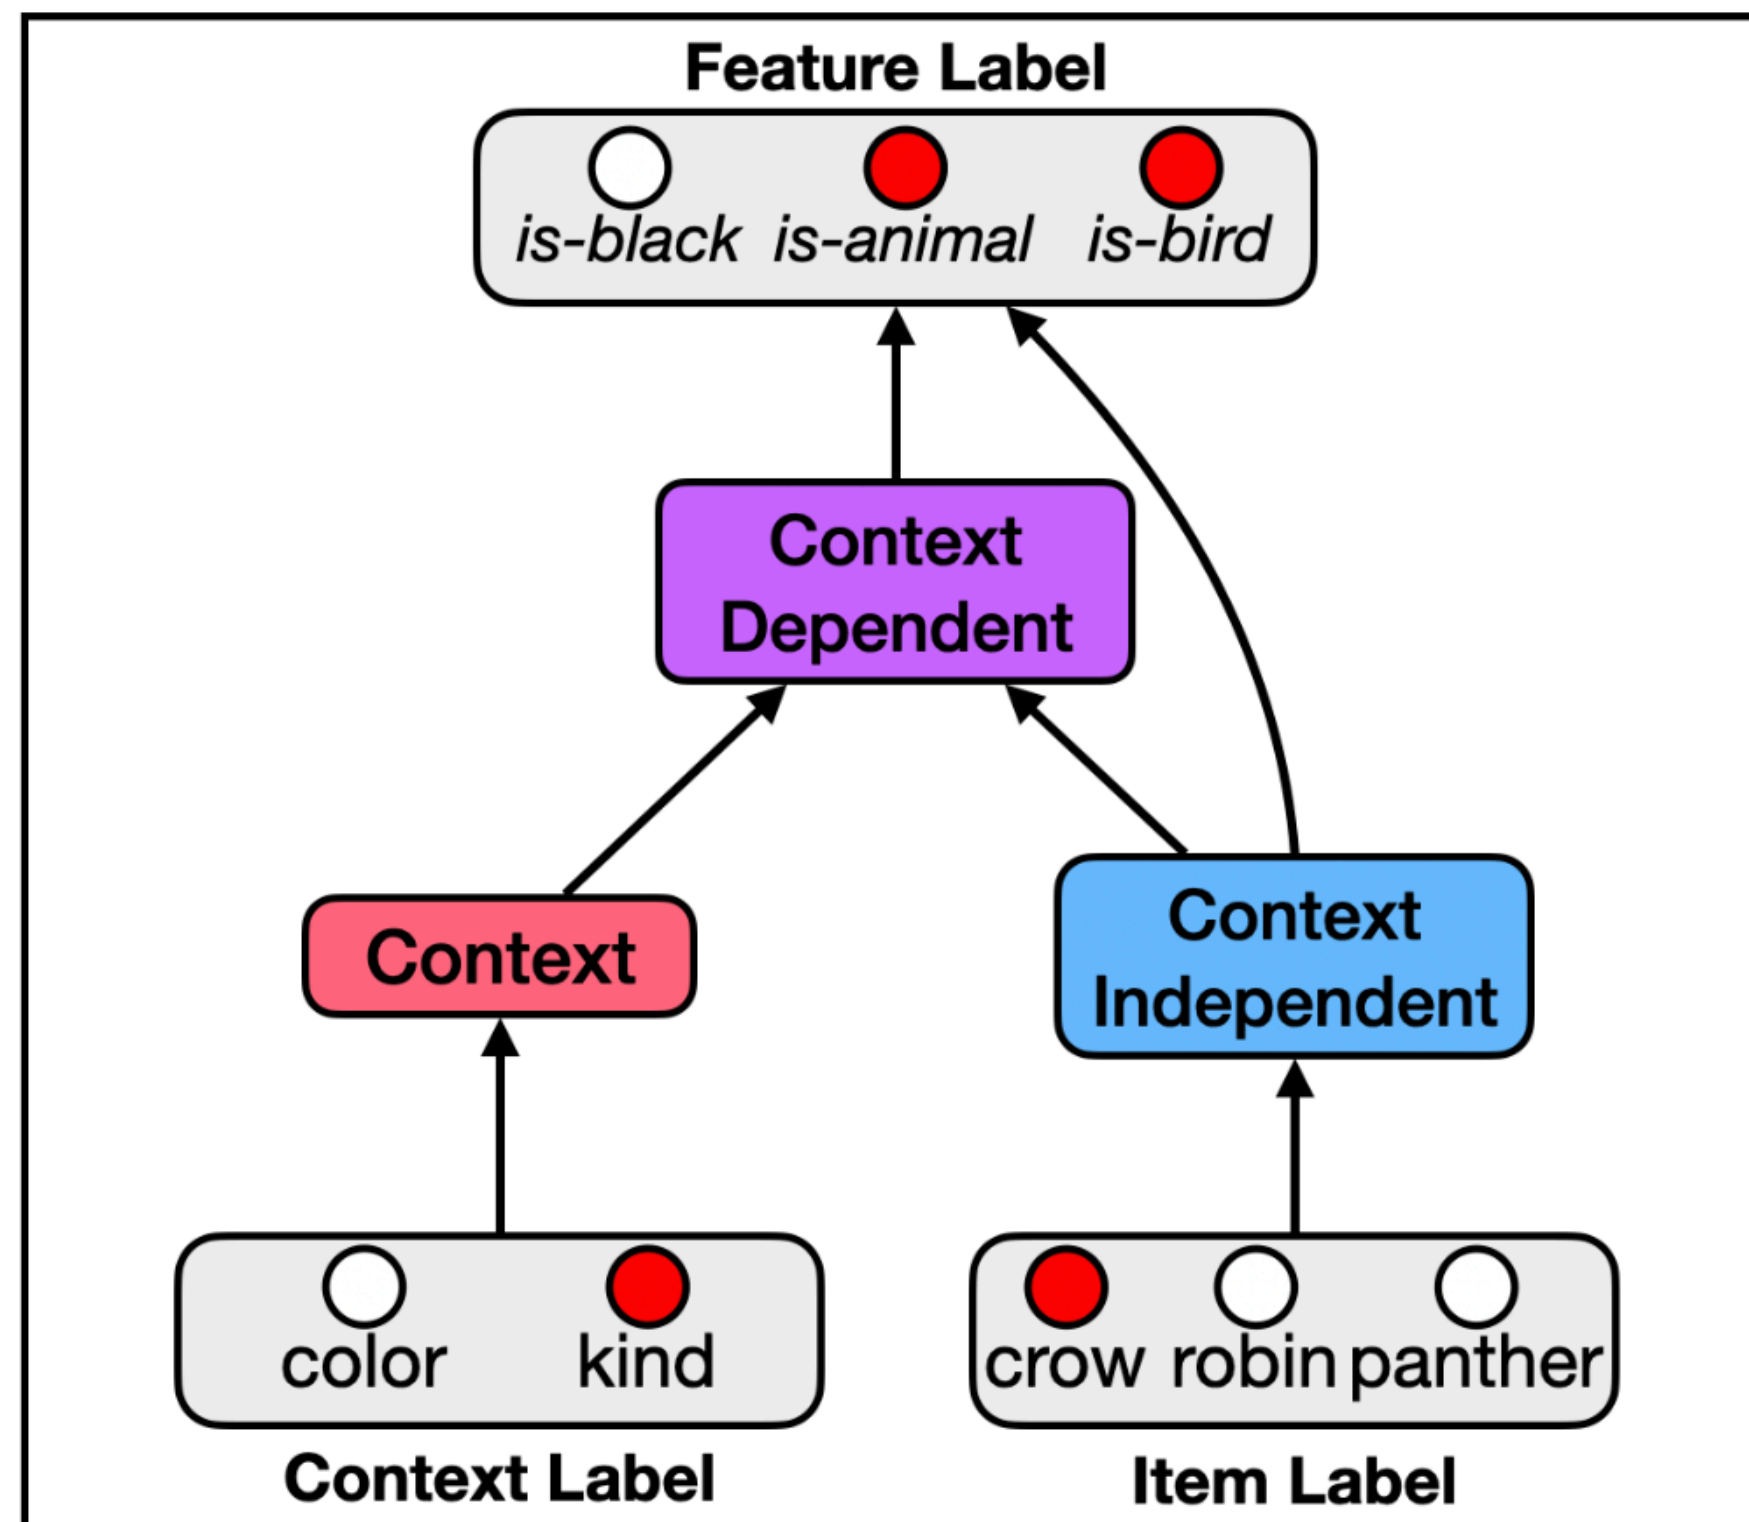 Feature Label
is-black is-animal is-bird
Context
Dependent
Context
Context
Independent
color kind
crow robin panther
Context Label
Item Label